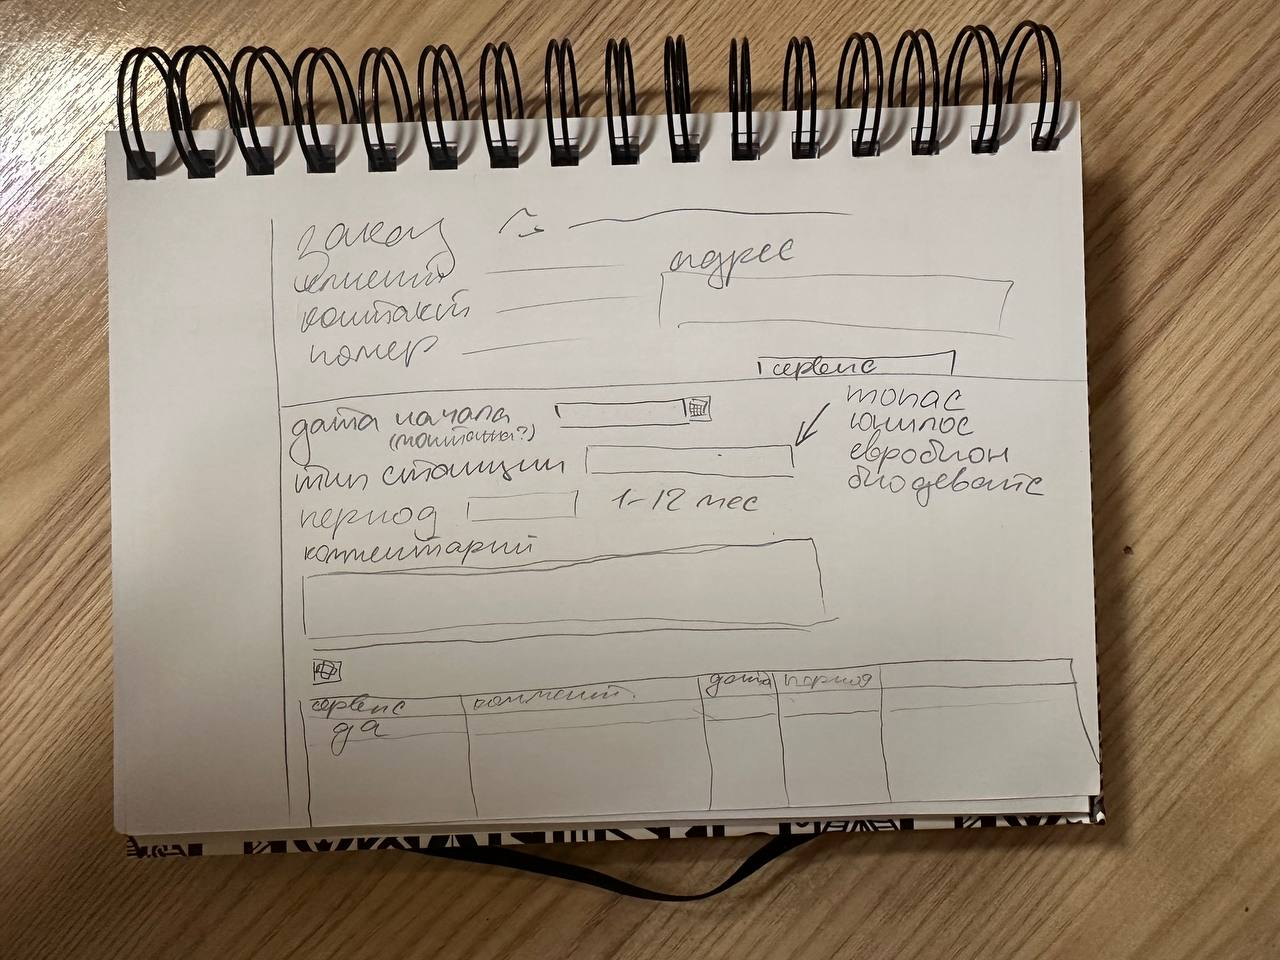 заказ
клиент
контакт
номер
адрес
сервис
дата начала
(монтажа?)
тип станции
топас
юнилос
евробион
биодевайс
период 1-12 мес
комментарий
сервис коммент. дата период
да